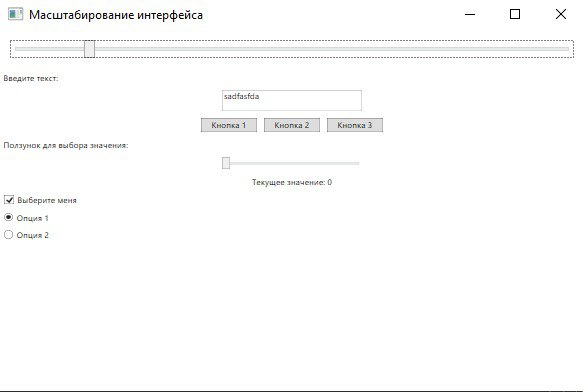 Масштабирование интерфейса
Введите текст:
sadfasfda
Кнопка 1 Кнопка 2 Кнопка 3
Ползунок для выбора значения:
Текущее значение: 0
Выберите меня
Опция 1
Опция 2